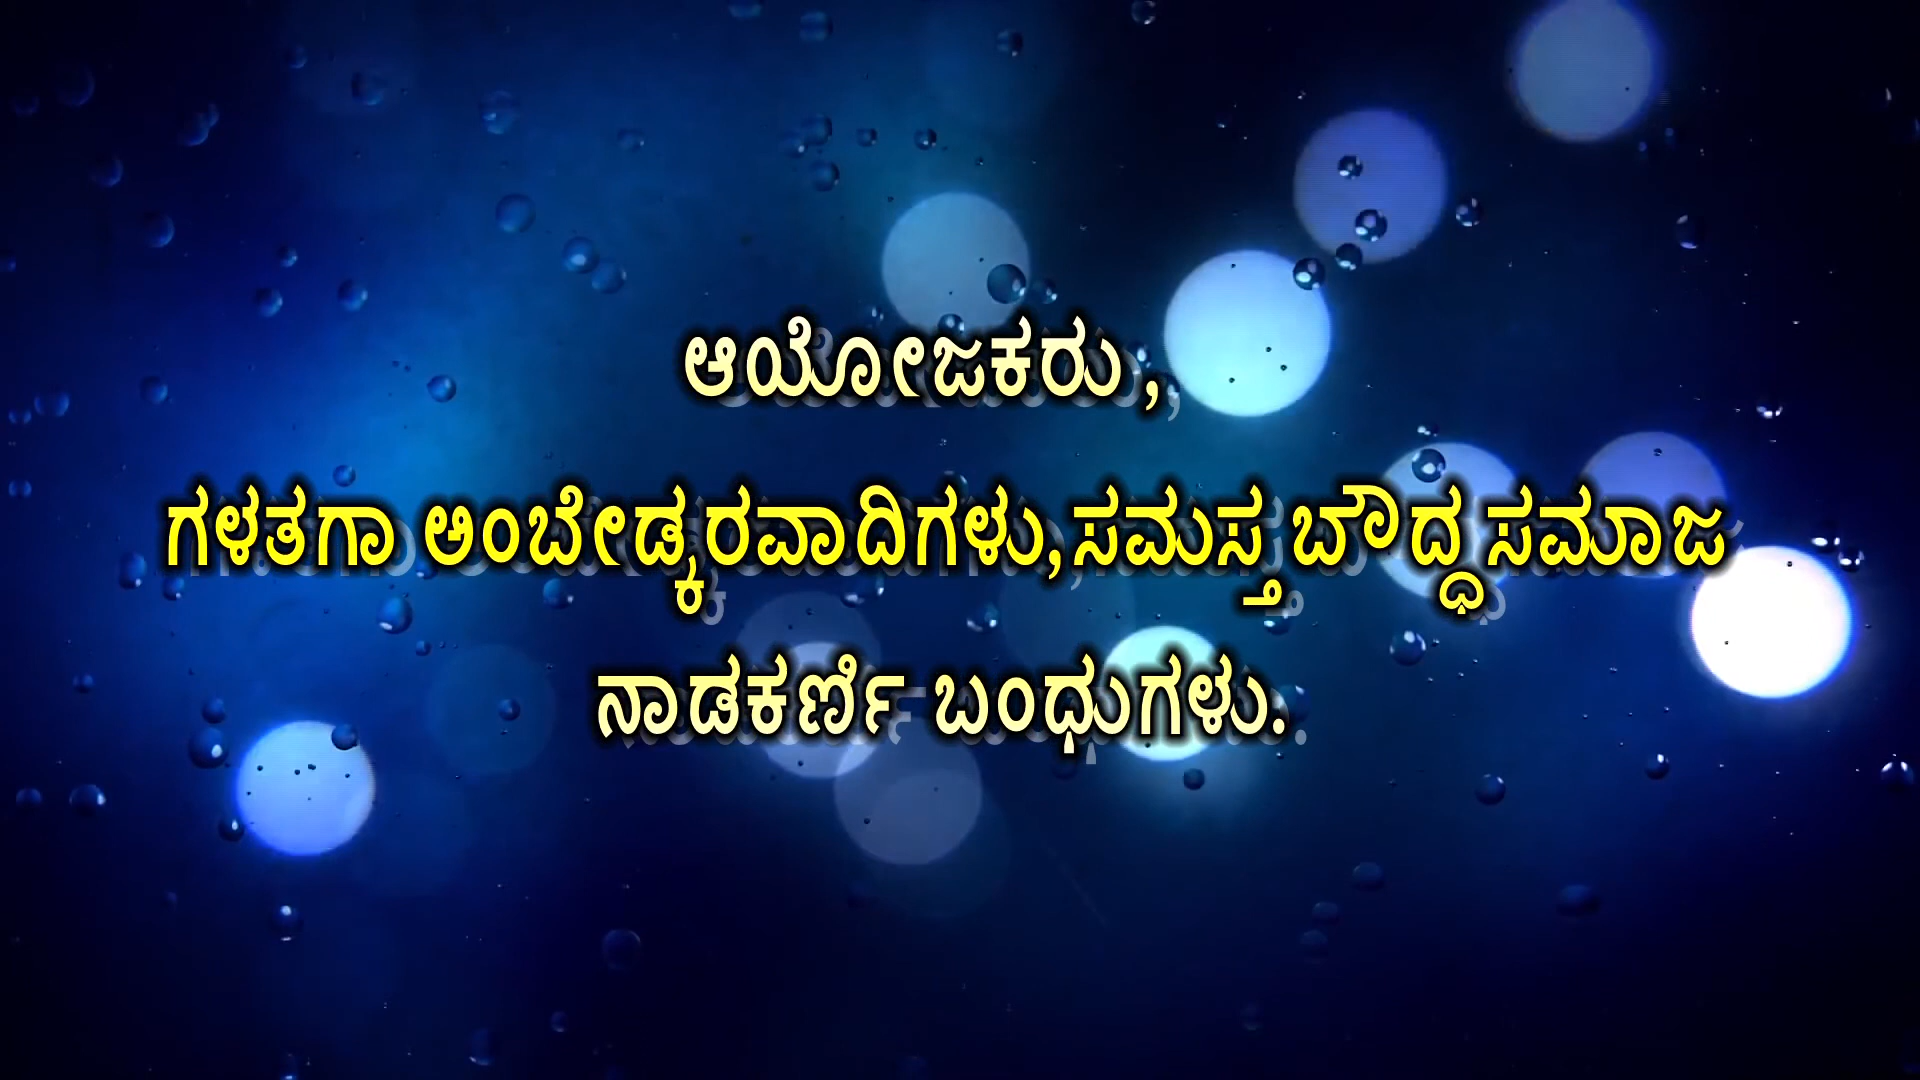 ಆಯೋಜಕರು ,
ಗಳತಗಾ ಅಂಬೇಡ್ಕರವಾದಿಗಳು,ಸಮಸ್ತ ಬೌದ್ಧ ಸಮಾಜ
ನಾಡಕರ್ಣಿ ಬಂಧುಗಳು.